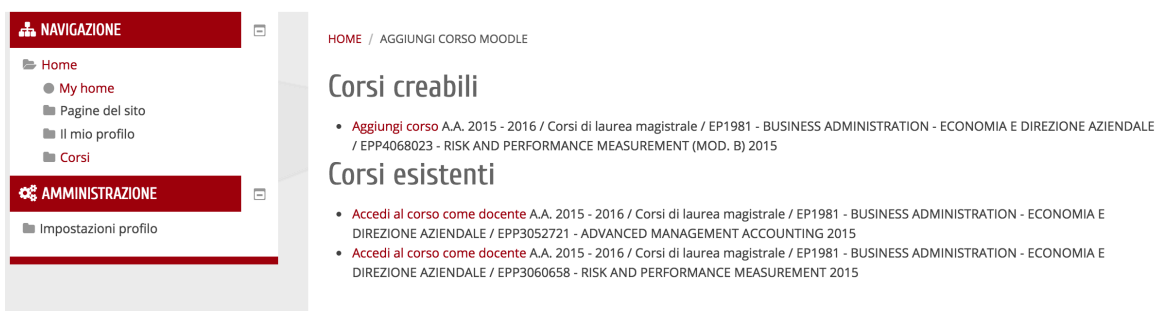 NAVIGAZIONE
Home
My home
Pagine del sito
Il mio profilo
Corsi
AMMINISTRAZIONE
Impostazioni profilo
HOME / AGGIUNGI CORSO MOODLE
Corsi creabili
Aggiungi corso A.A. 2015 - 2016 / Corsi di laurea magistrale / EP1981 - BUSINESS ADMINISTRATION - ECONOMIA E DIREZIONE AZIENDALE
/ EPP4068023 - RISK AND PERFORMANCE MEASUREMENT (MOD. B) 2015
Corsi esistenti
Accedi al corso come docente A.A. 2015 - 2016 / Corsi di laurea magistrale / EP1981 - BUSINESS ADMINISTRATION - ECONOMIA E
DIREZIONE AZIENDALE / EPP3052721 - ADVANCED MANAGEMENT ACCOUNTING 2015
Accedi al corso come docente A.A. 2015 - 2016 / Corsi di laurea magistrale / EP1981 - BUSINESS ADMINISTRATION - ECONOMIA E
DIREZIONE AZIENDALE / EPP3060658 - RISK AND PERFORMANCE MEASUREMENT 2015